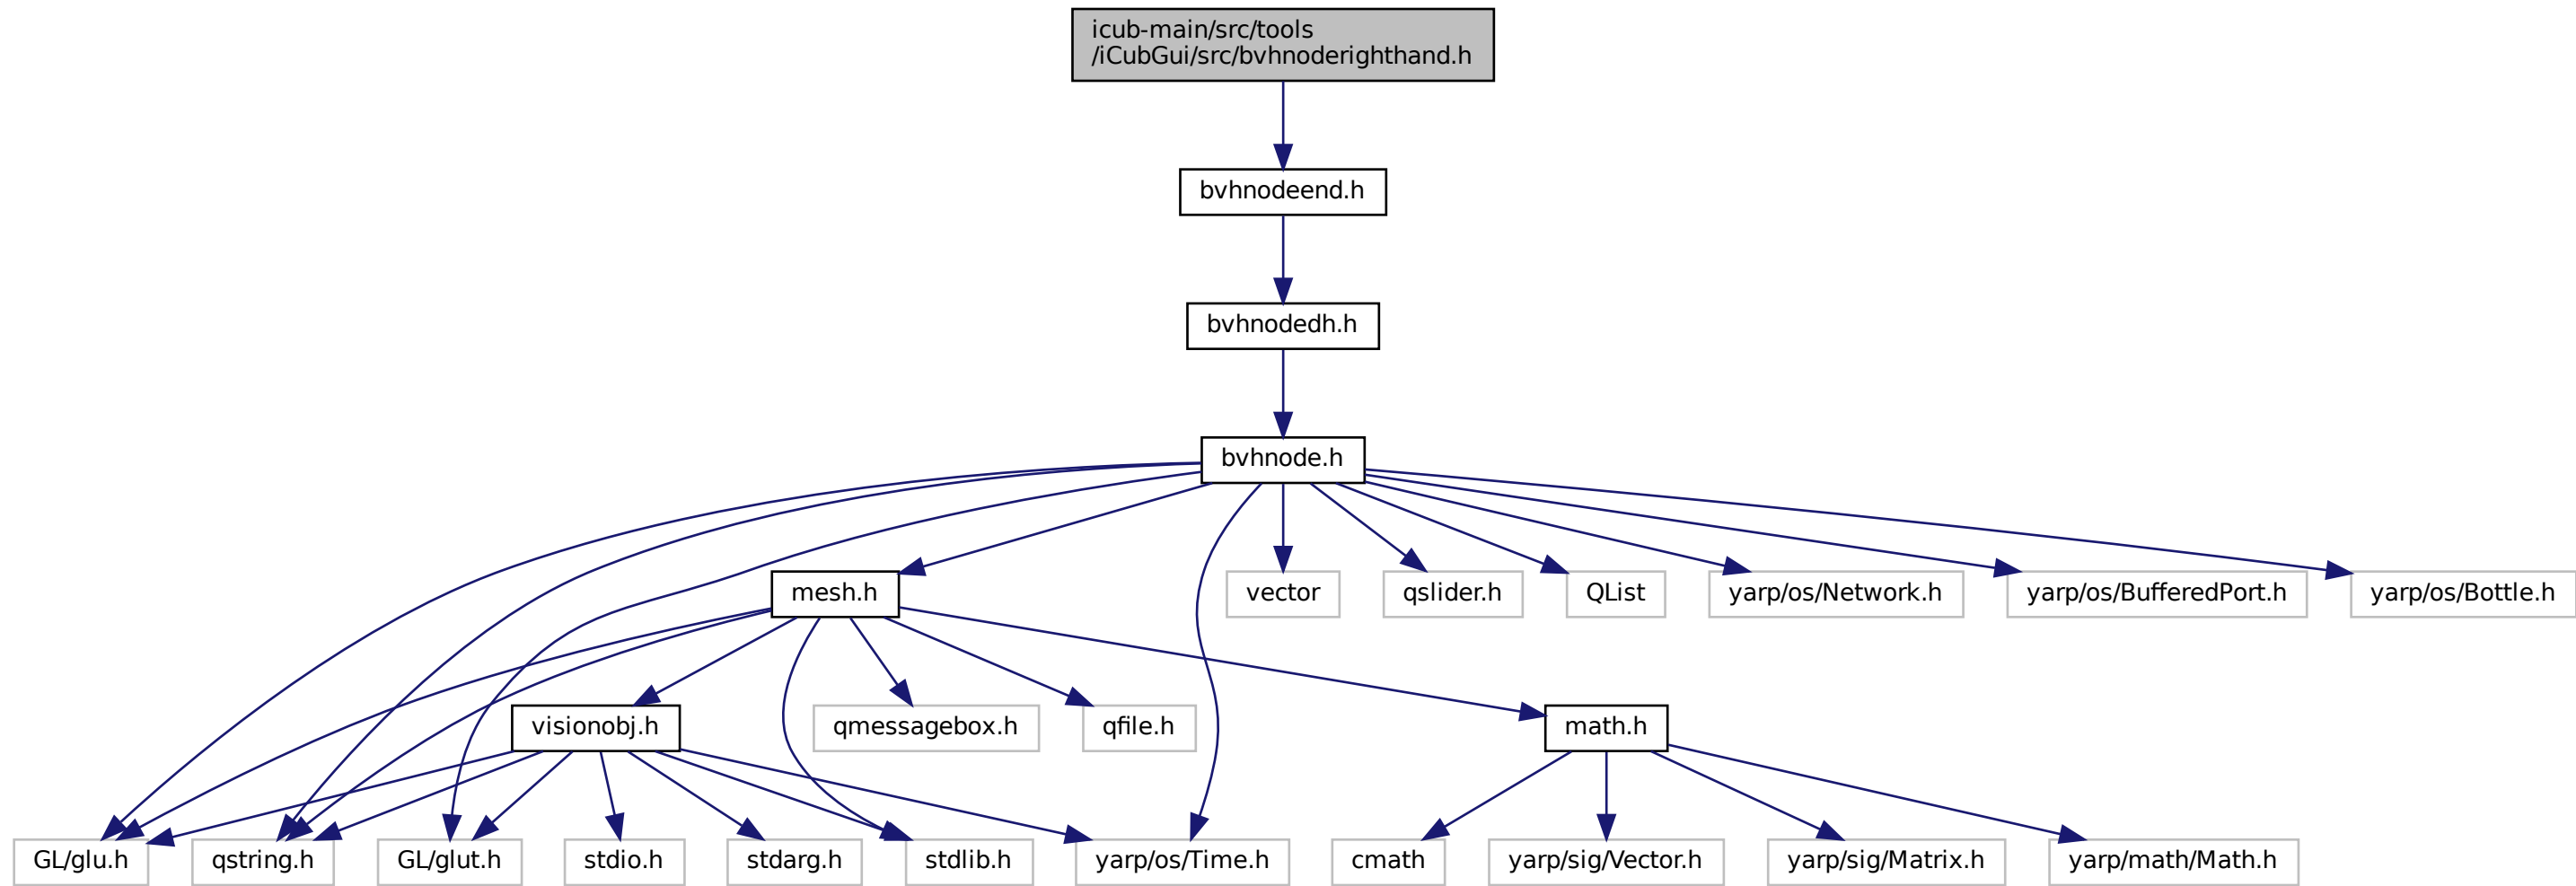 icub-main/src/tools
/iCubGui/src/bvhnoderighthand.h
bvhnodeend.h
bvhnodedh.h
bvhnode.h
mesh.h
vector
qslider.h
QList
yarp/os/Network.h
yarp/os/BufferedPort.h
yarp/os/Bottle.h
visionobj.h
qmessagebox.h
qfile.h
math.h
GL/glu.h
qstring.h
GL/glut.h
stdio.h
stdarg.h
stdlib.h
yarp/os/Time.h
cmath
yarp/sig/Vector.h
yarp/sig/Matrix.h
yarp/math/Math.h